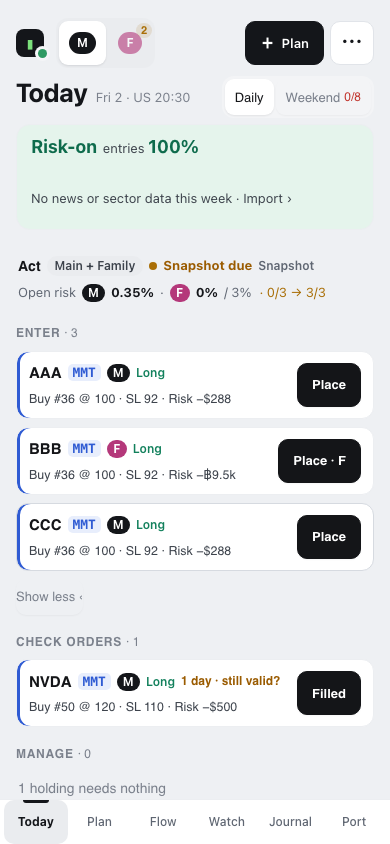 M F 2 + Plan ···
Today Fri 2 · US 20:30 Daily Weekend 0/8
Risk-on entries 100%
No news or sector data this week · Import ›
Act Main + Family Snapshot due Snapshot
Open risk M 0.35% · F 0% / 3% · 0/3 → 3/3
ENTER · 3
AAA MMT M Long
Buy #36 @ 100 · SL 92 · Risk −$288
Place
BBB MMT F Long
Buy #36 @ 100 · SL 92 · Risk −฿9.5k
Place · F
CCC MMT M Long
Buy #36 @ 100 · SL 92 · Risk −$288
Place
Show less ‹
CHECK ORDERS · 1
NVDA MMT M Long 1 day · still valid?
Buy #50 @ 120 · SL 110 · Risk −$500
Filled
MANAGE · 0
1 holding needs nothing
Today Plan Flow Watch Journal Port